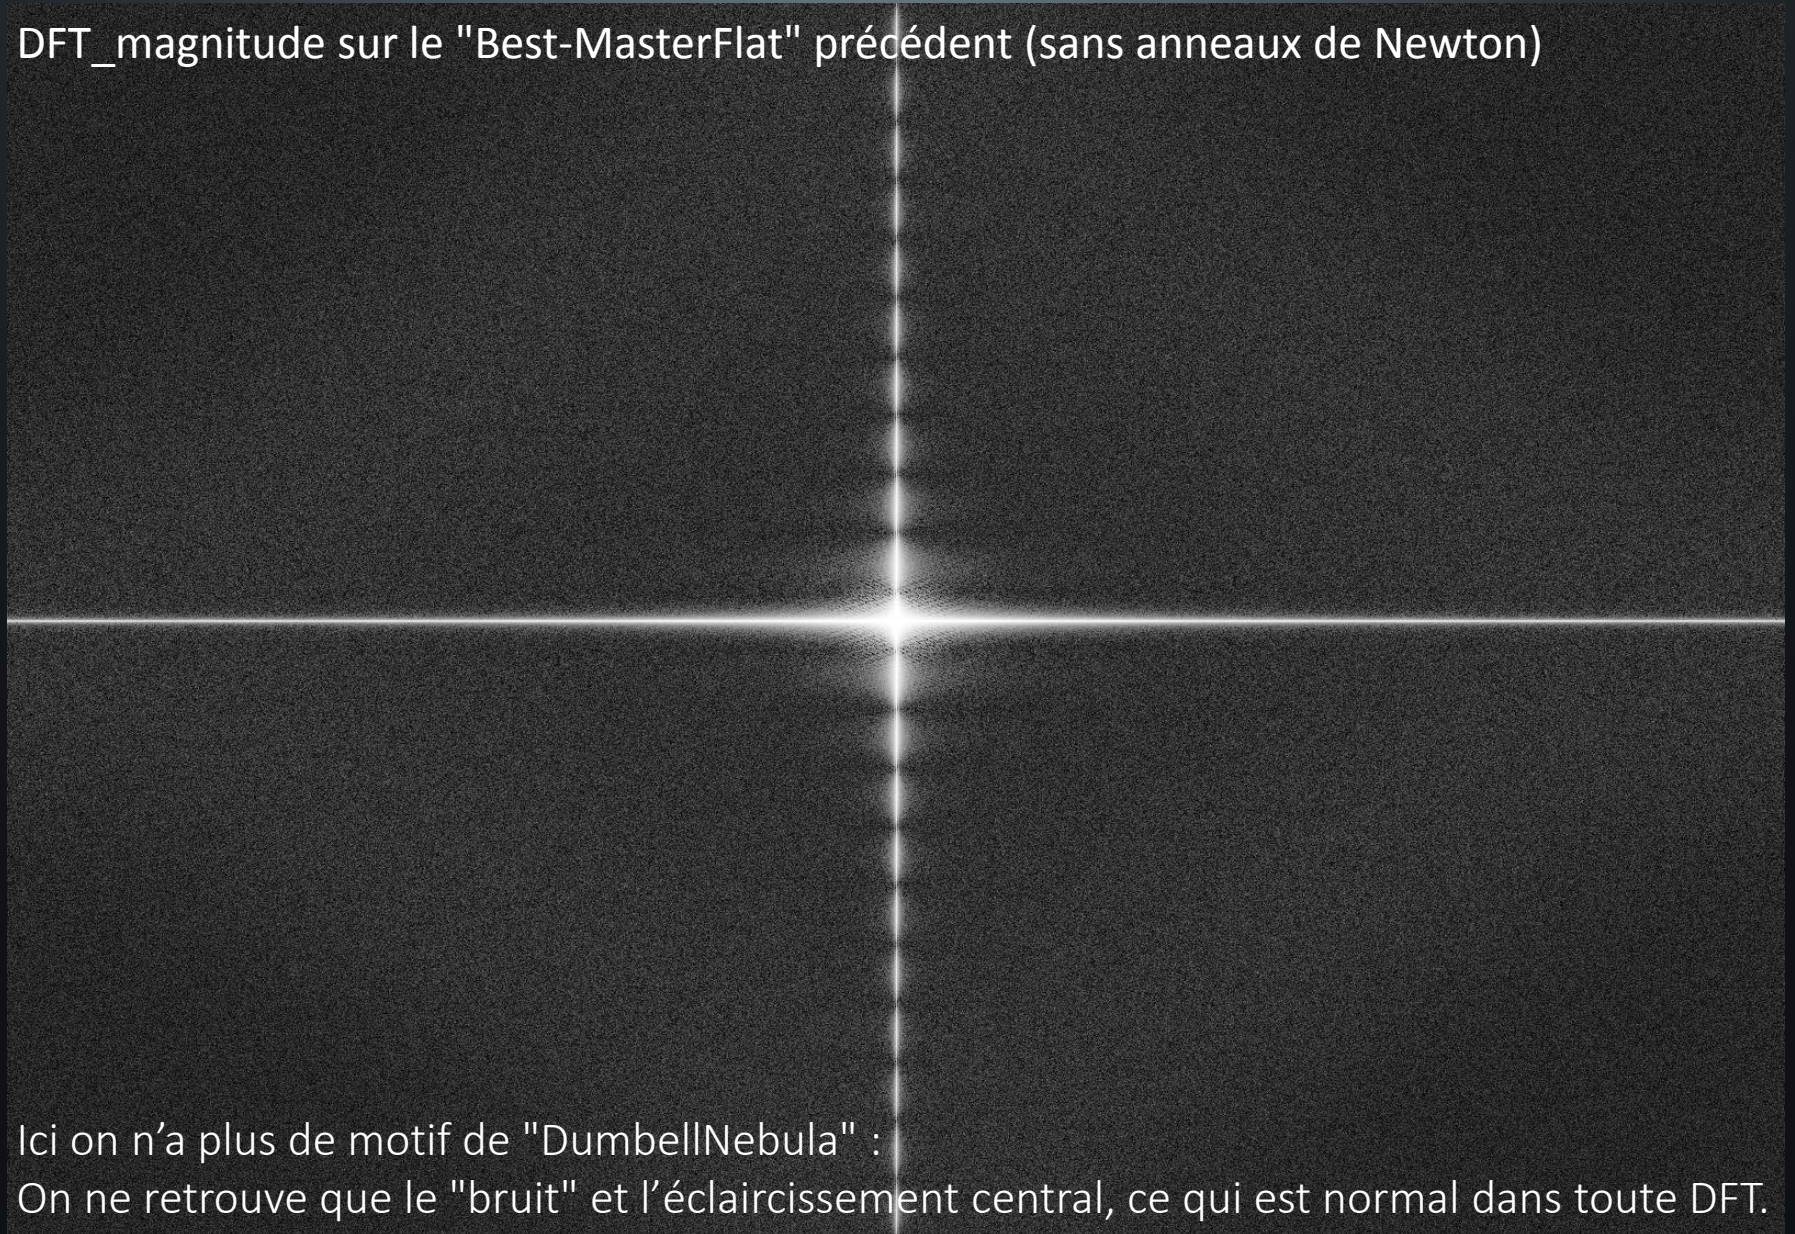 DFT_magnitude sur le "Best-MasterFlat" précédent (sans anneaux de Newton)
Ici on n’a plus de motif de "DumbellNebula" :
On ne retrouve que le "bruit" et l’éclaircissement central, ce qui est normal dans toute DFT.